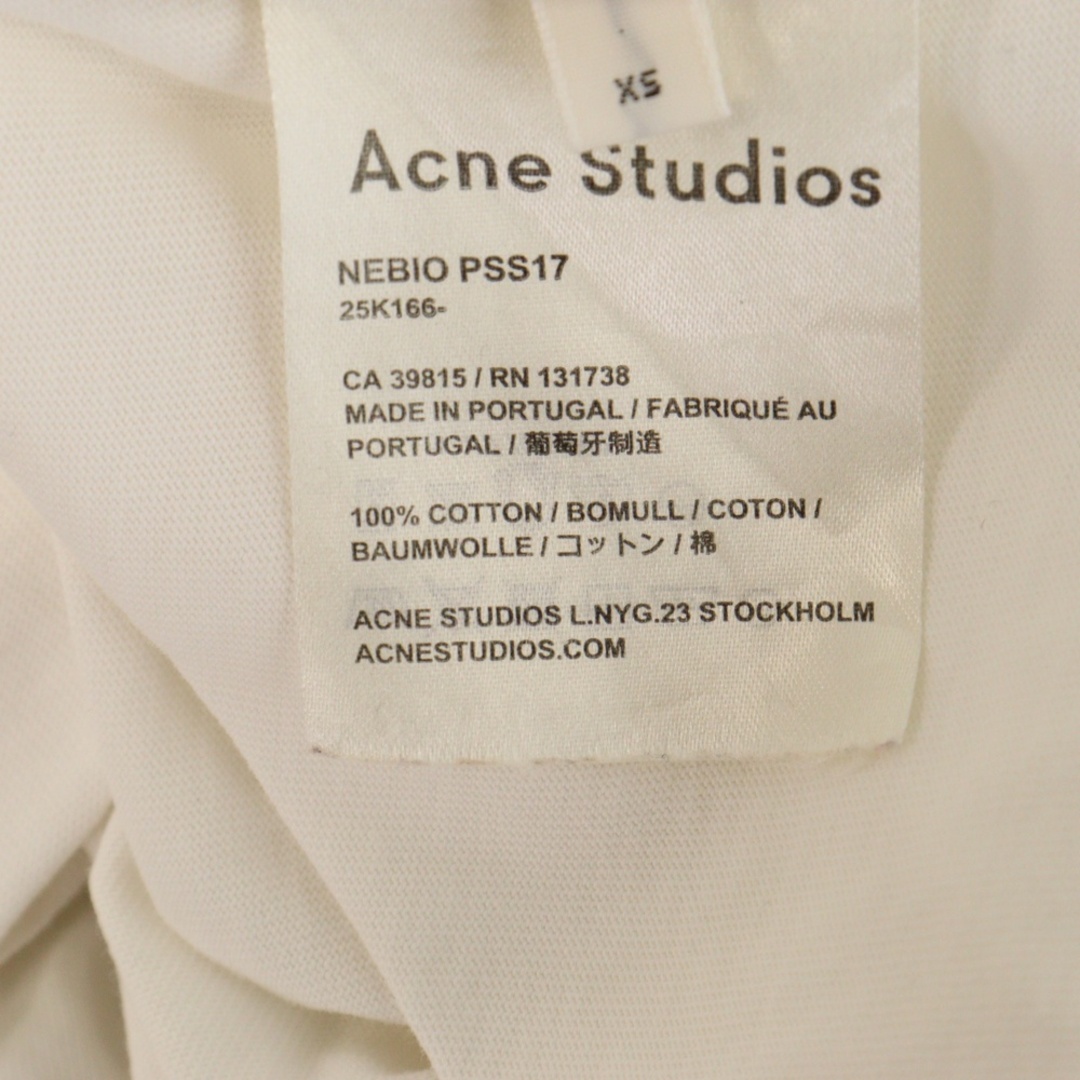 XS
Acne Studios
NEBIO PSS17
25K166-
CA 39815 / RN 131738
MADE IN PORTUGAL / FABRIQUÉ AU
PORTUGAL / 葡萄牙制造
100% COTTON / BOMULL / COTON /
BAUMWOLLE / コットン / 棉
ACNE STUDIOS L.NYG.23 STOCKHOLM
ACNESTUDIOS.COM